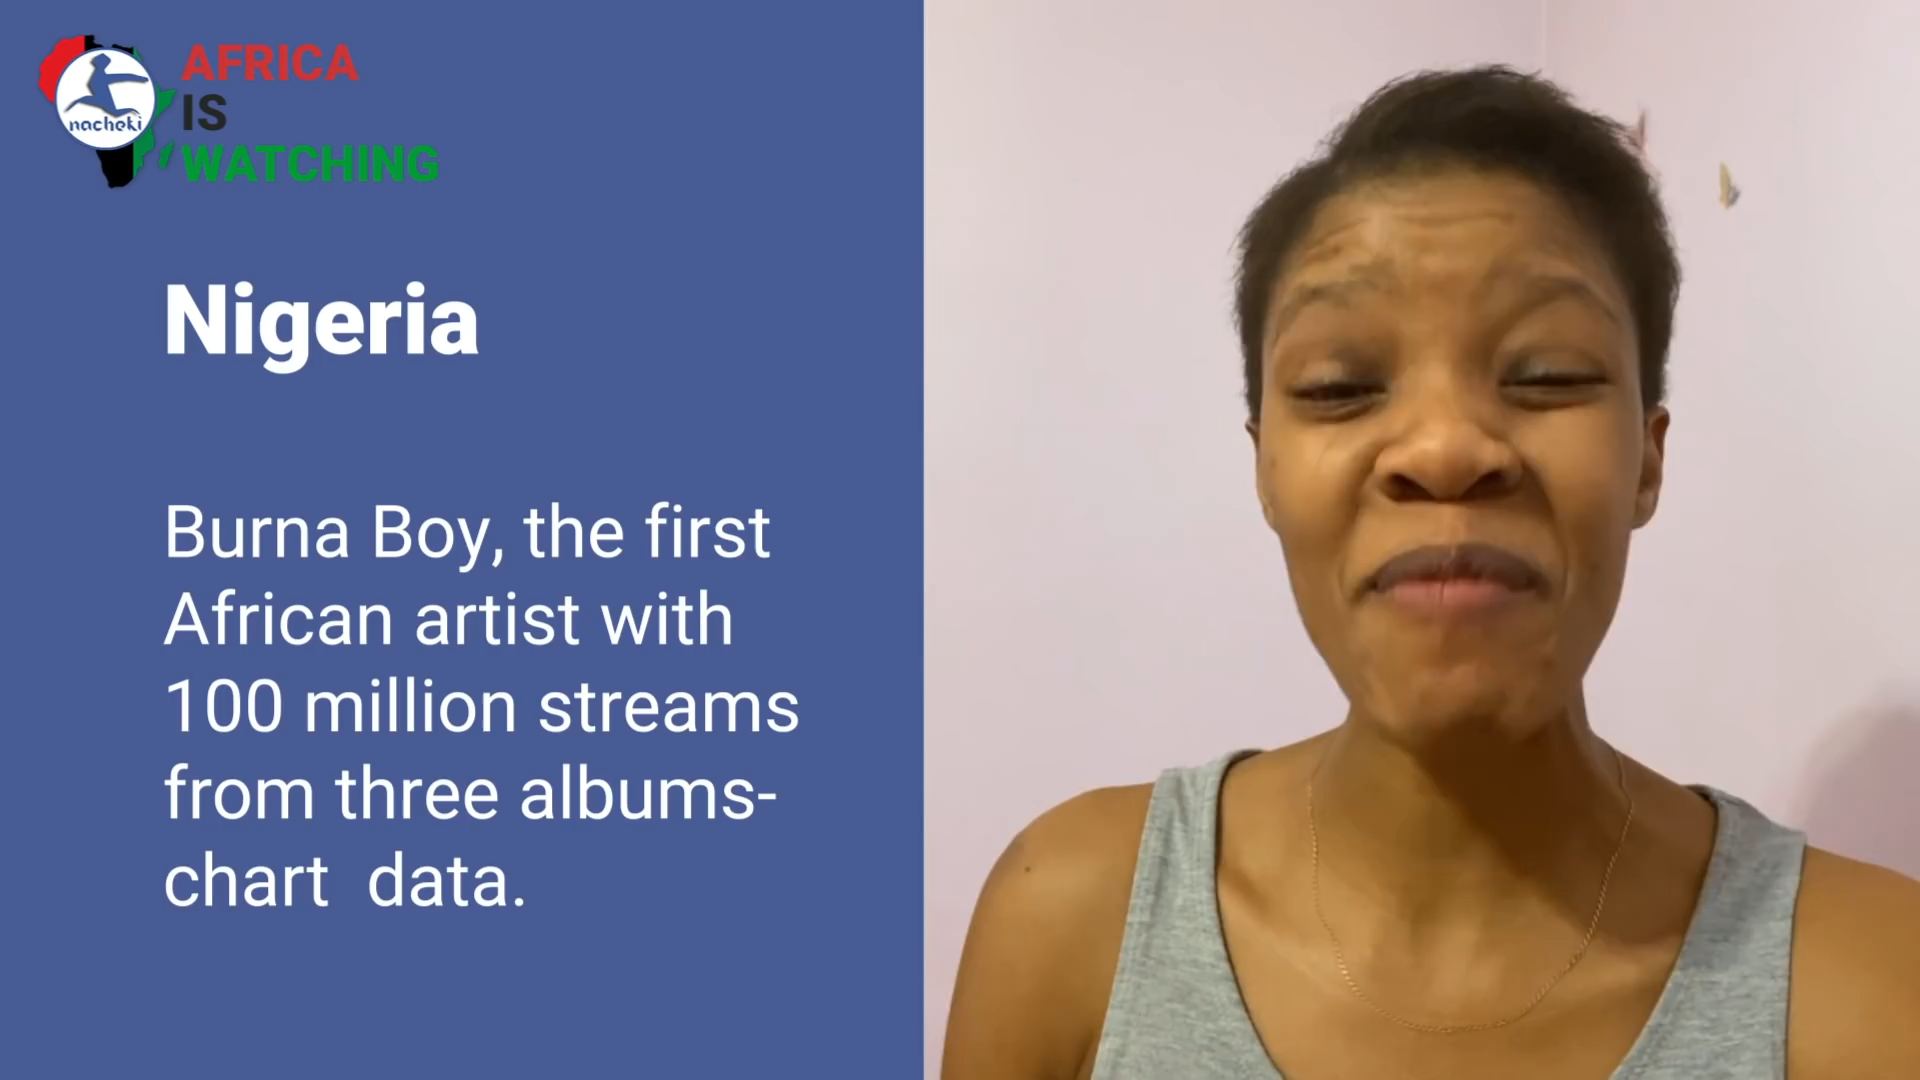 nacheki
AFRICA
IS
WATCHING
Nigeria
Burna Boy, the first
African artist with
100 million streams
from three albums-
chart  data.